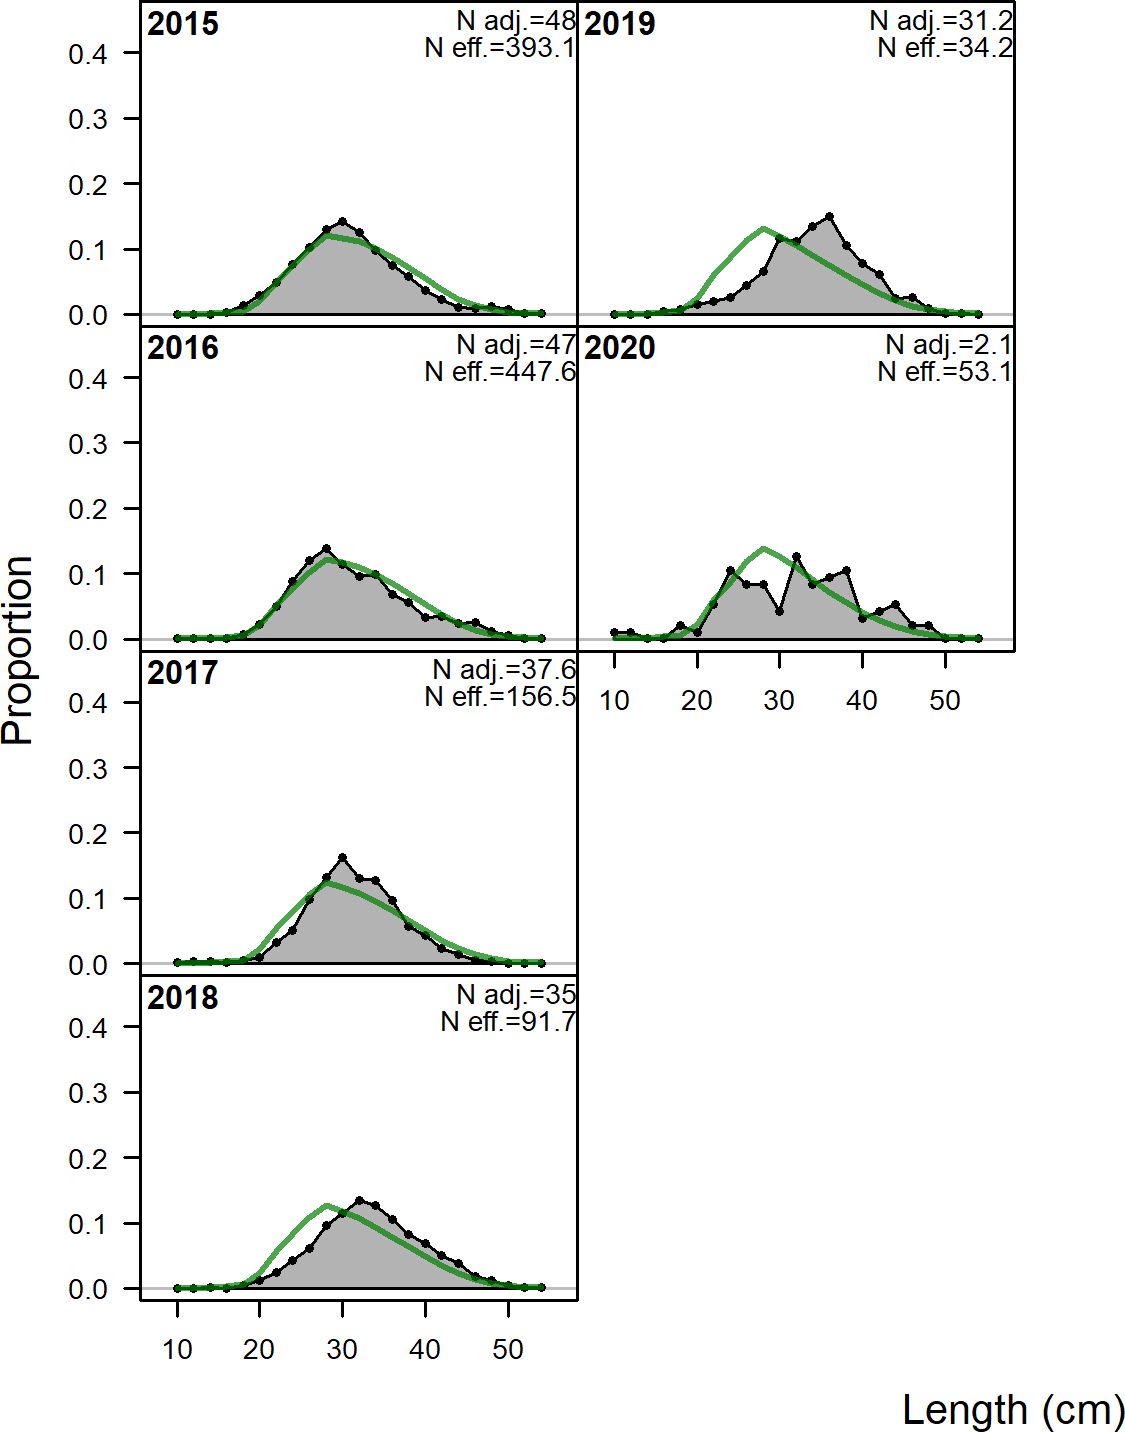 2015
N adj.=48
N eff.=393.1
0.4
0.3
0.2
0.1
0.0
2019
N adj.=31.2
N eff.=34.2
2016
N adj.=47
N eff.=447.6
0.4
0.3
0.2
0.1
0.0
2020
N adj.=2.1
N eff.=53.1
10 20 30 40 50
2017
N adj.=37.6
N eff.=156.5
0.4
0.3
0.2
0.1
0.0
2018
N adj.=35
N eff.=91.7
0.4
0.3
0.2
0.1
0.0
10 20 30 40 50
Proportion
Length (cm)